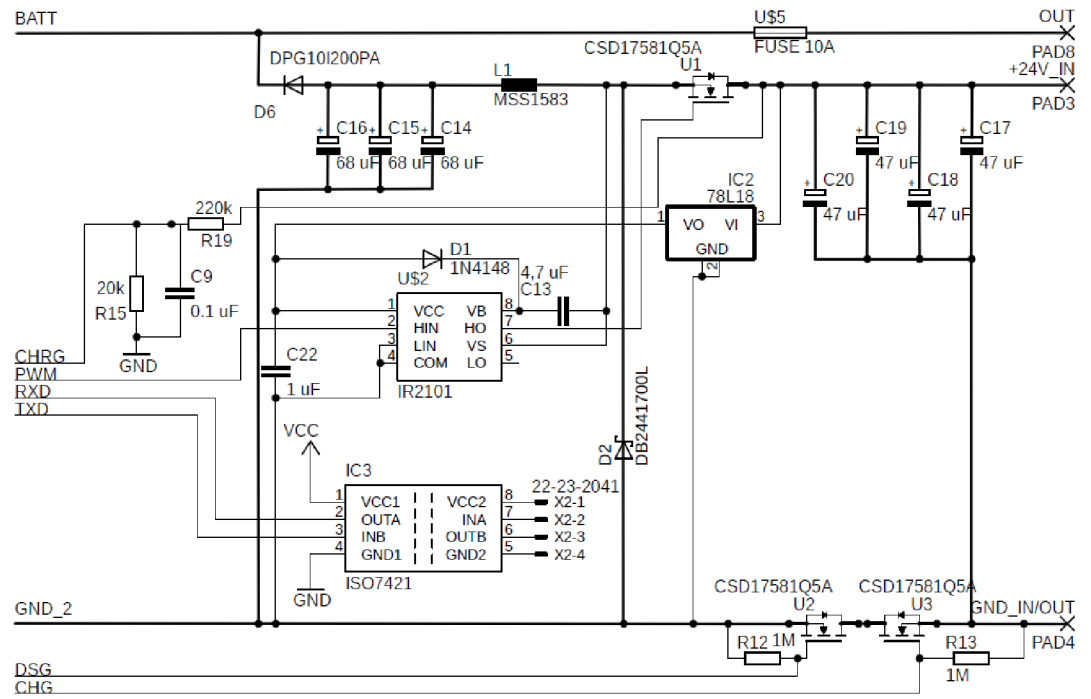 BATT
U$5
OUT
CSD17581Q5A
FUSE 10A
PAD8
DPG10I200PA
U1
+24V_IN
L1
MSS1583
PAD3
D6
+
C16
+
C15
+
C14
+
C19
+
C17
68 uF
68 uF
68 uF
47 uF
47 uF
IC2
78L18
+
C20
+
C18
47 uF
47 uF
220k
R19
1
VO
VI
3
GND
2
D1
1N4148
20k
R15
C9
0.1 uF
U$2
4,7 uF
C13
1
VCC
VB
8
2
HIN
HO
7
3
LIN
VS
6
4
COM
LO
5
IR2101
GND
CHRG
PWM
RXD
TXD
C22
1 uF
VCC
D2
DB2441700L
IC3
22-23-2041
1
VCC1
VCC2
8
X2-1
2
OUTA
INA
7
X2-2
3
INB
OUTB
6
X2-3
4
GND1
GND2
5
X2-4
ISO7421
GND
CSD17581Q5A
CSD17581Q5A
GND_2
U2
U3
GND_IN/OUT
R12
1M
R13
1M
PAD4
DSG
CHG